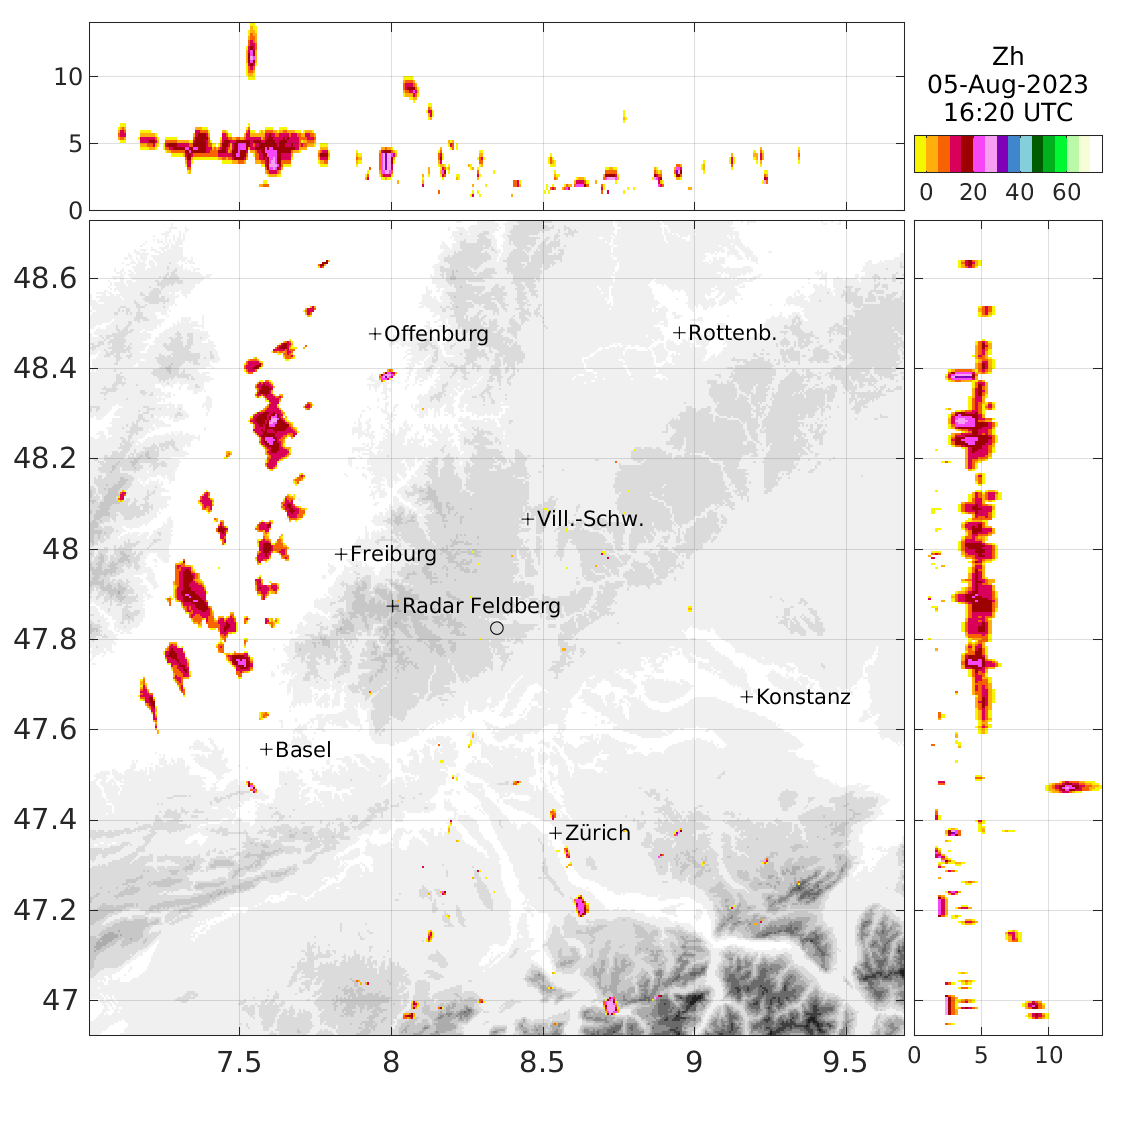 10
5
0
Zh
05-Aug-2023
16:20 UTC
0 20 40 60
48.6
48.4
48.2
48
47.8
47.6
47.4
47.2
47
+Offenburg
+Rottenb.
+Vill.-Schw.
+Freiburg
+Radar Feldberg
+Konstanz
+Basel
+Zürich
7.5 8 8.5 9 9.5
0 5 10